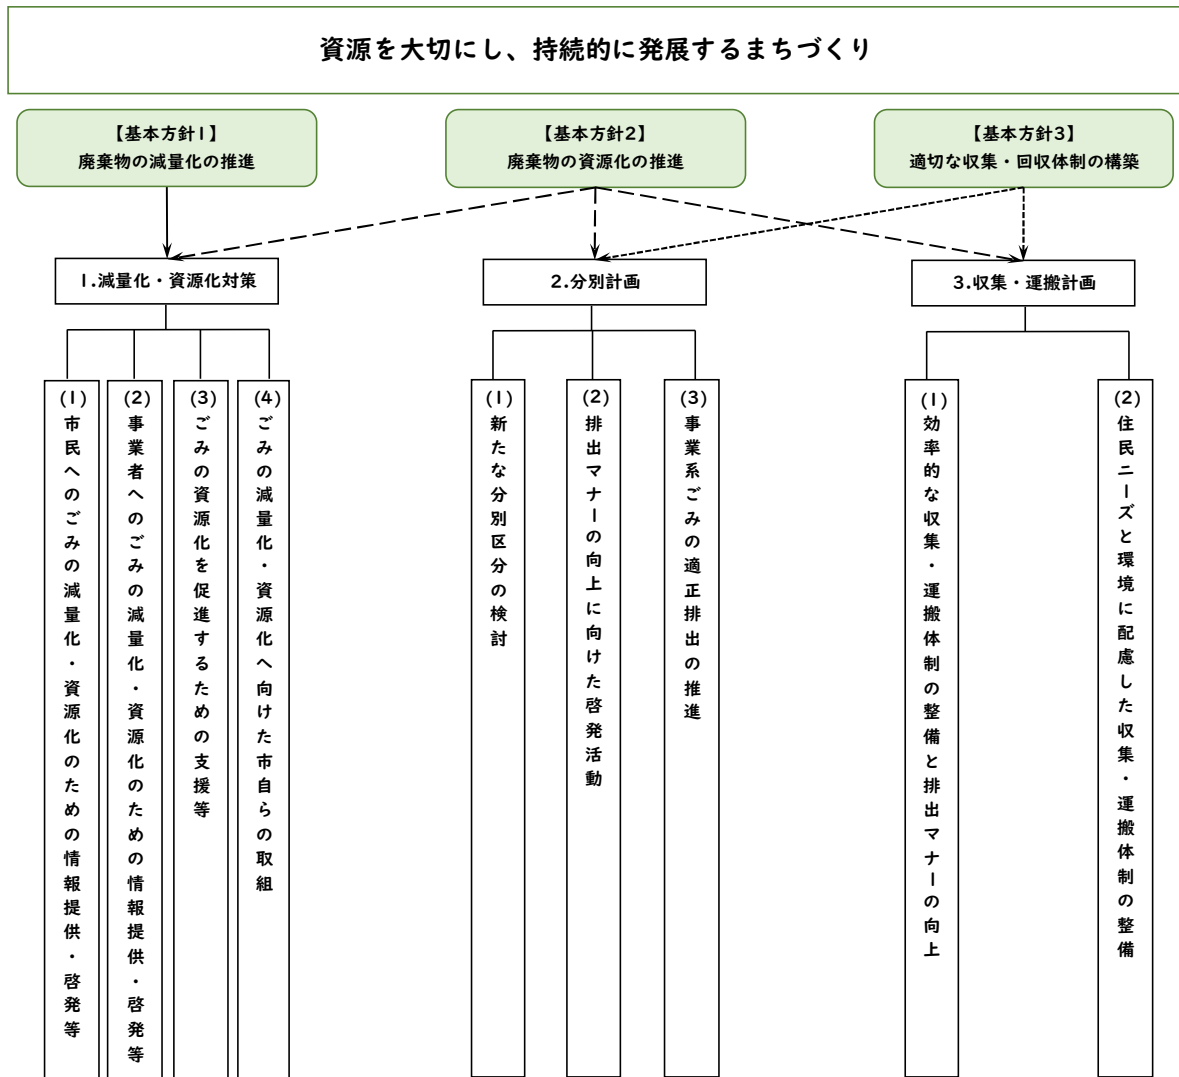 資源を大切にし、持続的に発展するまちづくり
【基本方針1】
廃棄物の減量化の推進
【基本方針2】
廃棄物の資源化の推進
【基本方針3】
適切な収集・回収体制の構築
1.減量化・資源化対策
2.分別計画
3.収集・運搬計画
(1)市民へのごみの減量化・資源化のための情報提供・啓発等
(2)事業者へのごみの減量化・資源化のための情報提供・啓発等
(3)ごみの資源化を促進するための支援等
(4)ごみの減量化・資源化へ向けた市自らの取組
(1)新たな分別区分の検討
(2)排出マナーの向上に向けた啓発活動
(3)事業系ごみの適正排出の推進
(1)効率的な収集・運搬体制の整備と排出マナーの向上
(2)住民ニーズと環境に配慮した収集・運搬体制の整備